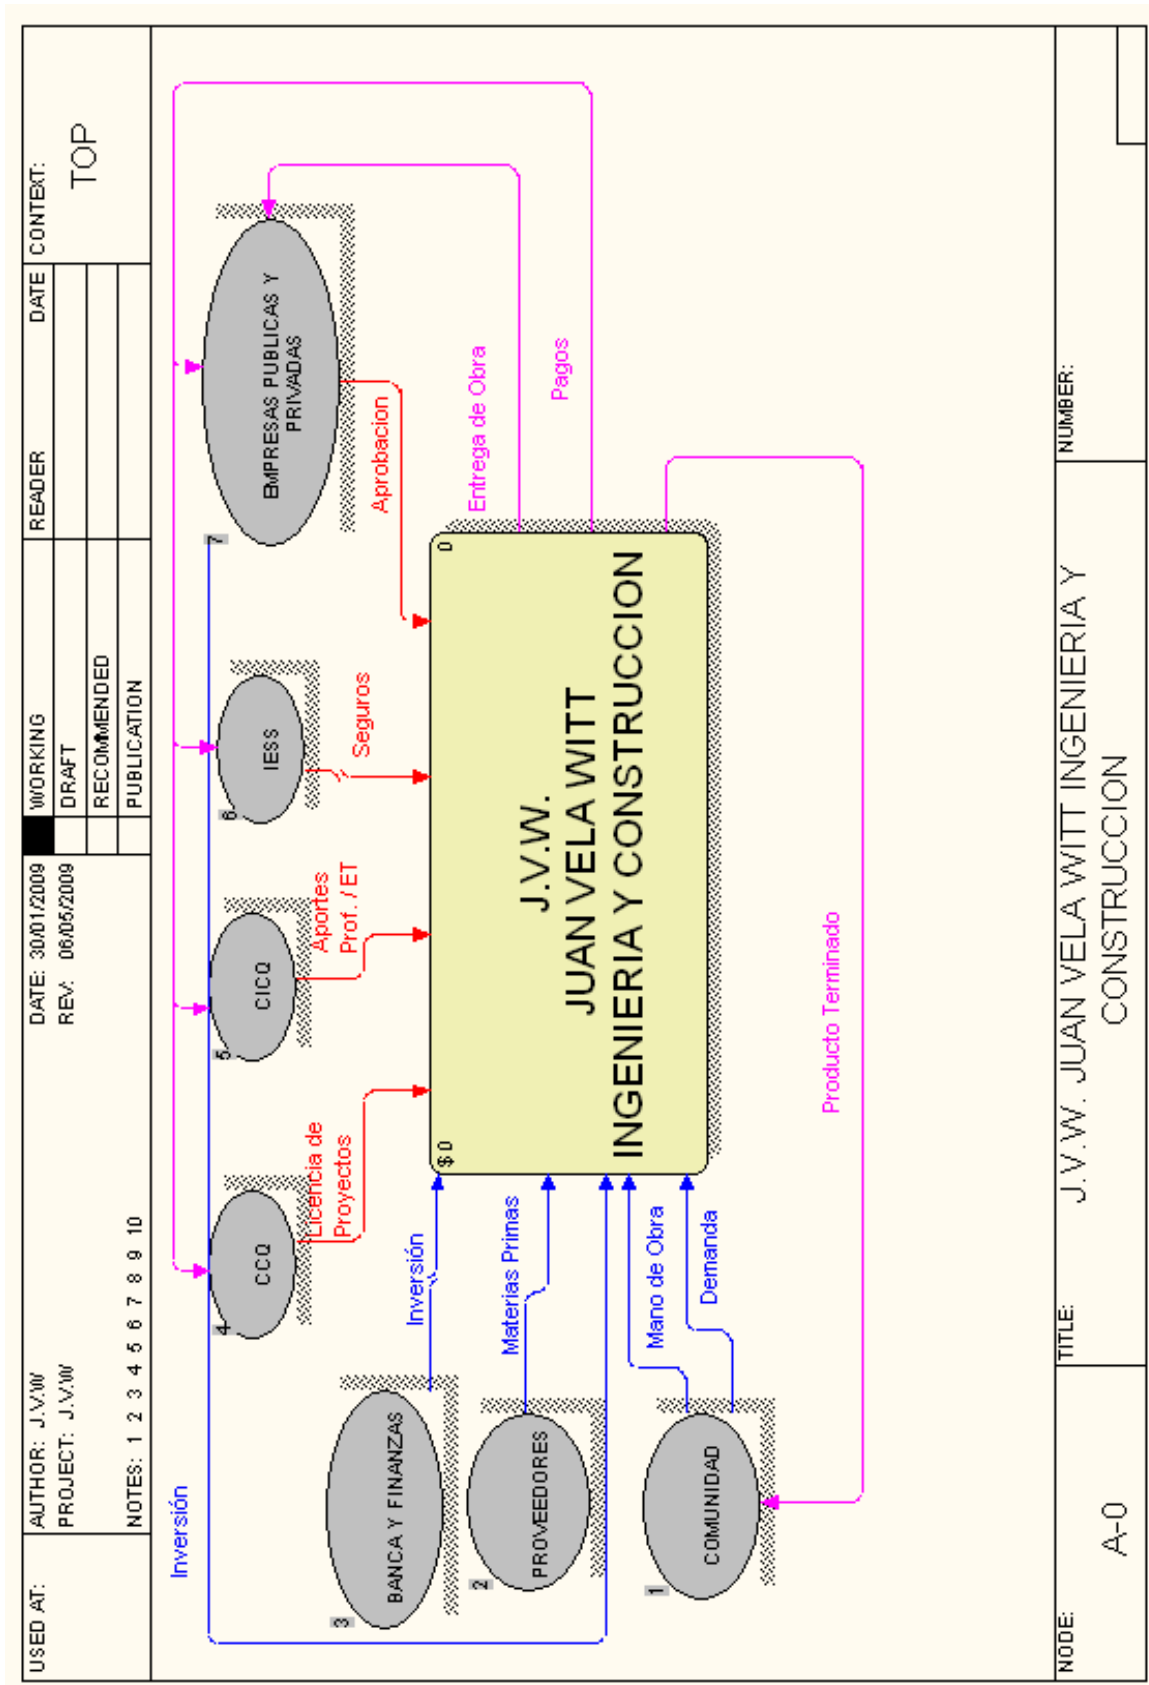 USED AT:
AUTHOR: J.V.W
PROJECT: J.V.W
NOTES: 1 2 3 4 5 6 7 8 9 10
DATE: 30/01/2009
REV: 06/05/2009
WORKING
DRAFT
RECOMMENDED
PUBLICATION
READER
DATE
CONTEXT:
TOP
Inversión
4
CCQ
5
CICQ
6
IESS
7
EMPRESAS PUBLICAS Y
PRIVADAS
Licencia de
Proyectos
Aportes
Prof. / ET
Seguros
Aprobacion
3
BANCA Y FINANZAS
Inversión
2
PROVEEDORES
Materias Primas
1
COMUNIDAD
Mano de Obra
Demanda
$ 0
0
J.V.W.
JUAN VELA WITT
INGENIERIA Y CONSTRUCCION
Entrega de Obra
Pagos
Producto Terminado
NODE:
A-0
TITLE:
J.V.W. JUAN VELA WITT INGENIERIA Y
CONSTRUCCION
NUMBER: